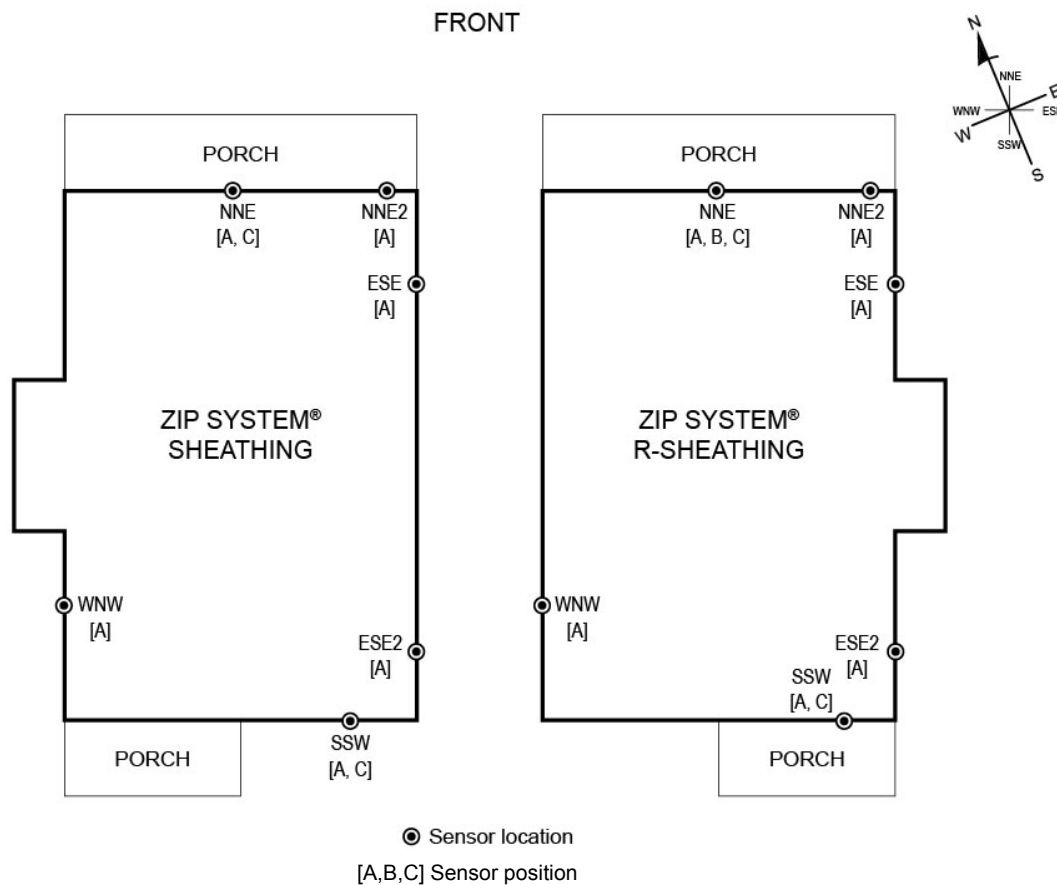 FRONT
N
NNE
E
WNW
ESE
W
SSW
S
PORCH
NNE
[A, C]
NNE2
[A]
ESE
[A]
ZIP SYSTEM®
SHEATHING
WNW
[A]
ESE2
[A]
SSW
[A, C]
PORCH
PORCH
NNE
[A, B, C]
NNE2
[A]
ESE
[A]
ZIP SYSTEM®
R-SHEATHING
WNW
[A]
ESE2
[A]
SSW
[A, C]
PORCH
Sensor location
[A,B,C] Sensor position